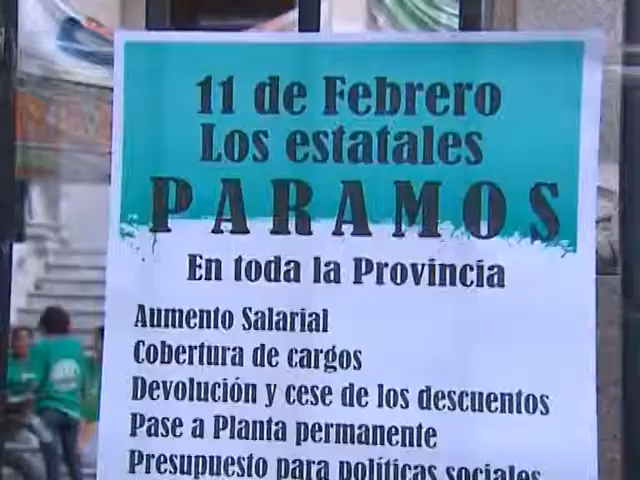 11 de Febrero
Los estatales
PARAMOS
En toda la Provincia
Aumento Salarial
Cobertura de cargos
Devolución y cese de los descuentos
Pase a Planta permanente
Presupuesto para políticas sociales